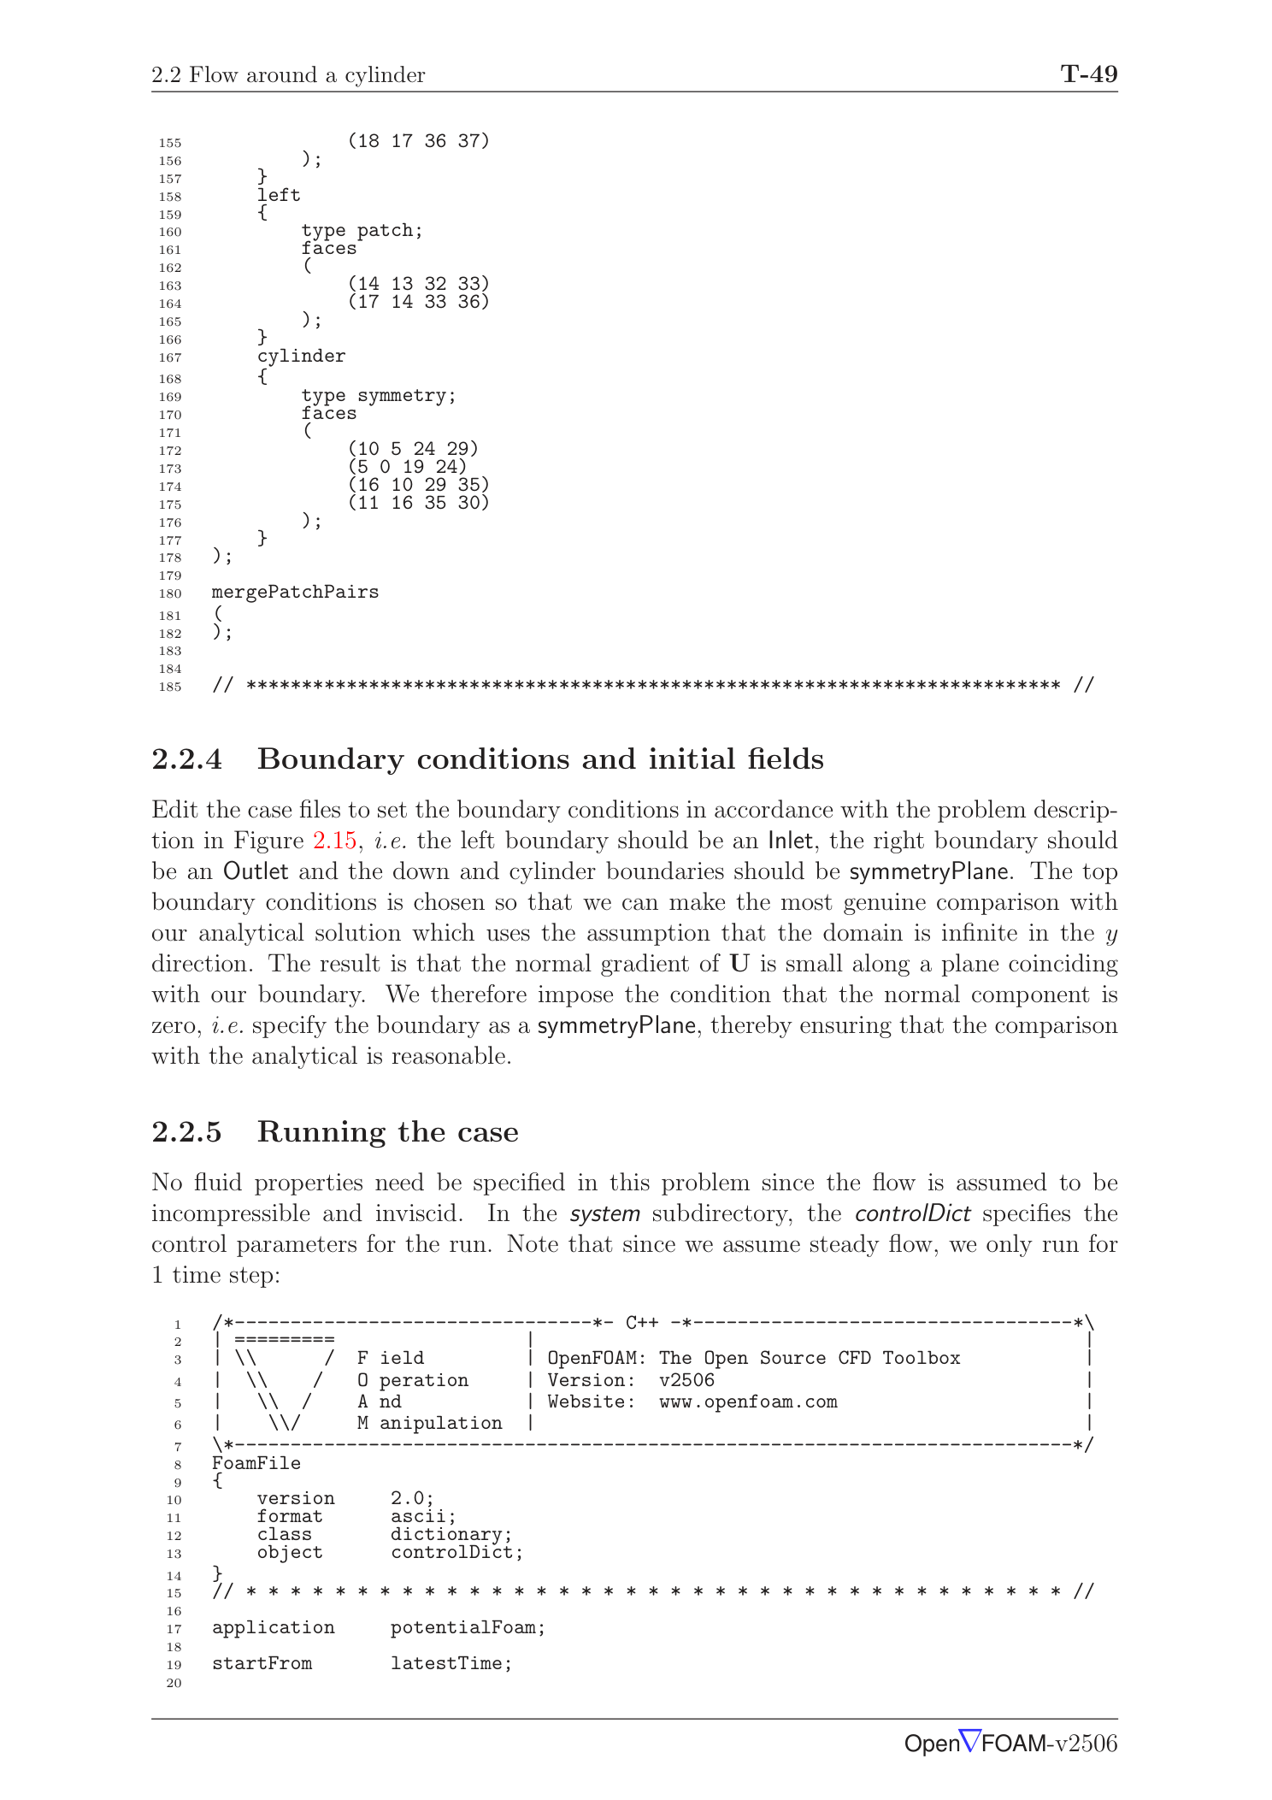 2.2 Flow around a cylinder T-49
155 (18 17 36 37)
156 );
157 }
158 left
159 {
160 type patch;
161 faces
162 (
163 (14 13 32 33)
164 (17 14 33 36)
165 );
166 }
167 cylinder
168 {
169 type symmetry;
170 faces
171 (
172 (10 5 24 29)
173 (5 0 19 24)
174 (16 10 29 35)
175 (11 16 35 30)
176 );
177 }
178 );
179
180 mergePatchPairs
181 (
182 );
183
184
185 // ************************************************************************* //
2.2.4 Boundary conditions and initial fields
Edit the case files to set the boundary conditions in accordance with the problem descrip-
tion in Figure 2.15, i.e. the left boundary should be an Inlet, the right boundary should
be an Outlet and the down and cylinder boundaries should be symmetryPlane. The top
boundary conditions is chosen so that we can make the most genuine comparison with
our analytical solution which uses the assumption that the domain is infinite in the y
direction. The result is that the normal gradient of U is small along a plane coinciding
with our boundary. We therefore impose the condition that the normal component is
zero, i.e. specify the boundary as a symmetryPlane, thereby ensuring that the comparison
with the analytical is reasonable.
2.2.5 Running the case
No fluid properties need be specified in this problem since the flow is assumed to be
incompressible and inviscid. In the system subdirectory, the controlDict specifies the
control parameters for the run. Note that since we assume steady flow, we only run for
1 time step:
1 /*--------------------------------*- C++ -*----------------------------------*\
2 | ========= | |
3 | \\ / F ield | OpenFOAM: The Open Source CFD Toolbox |
4 | \\ / O peration | Version: v2506 |
5 | \\ / A nd | Website: www.openfoam.com |
6 | \\/ M anipulation | |
7 \*---------------------------------------------------------------------------*/
8 FoamFile
9 {
10 version 2.0;
11 format ascii;
12 class dictionary;
13 object controlDict;
14 }
15 // * * * * * * * * * * * * * * * * * * * * * * * * * * * * * * * * * * * * * //
16
17 application potentialFoam;
18
19 startFrom latestTime;
20
Open▽FOAM-v2506